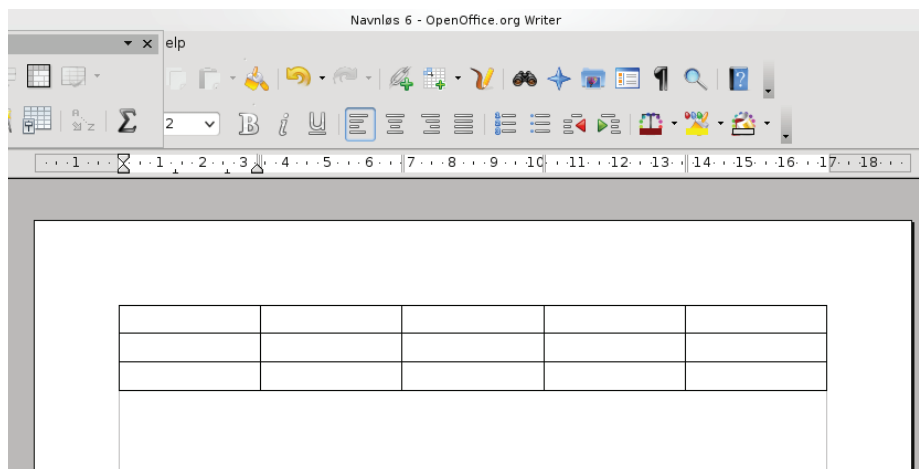 Navnløs 6 - OpenOffice.org Writer
elp
A Z
2 B i U
1 1 2 3 4 5 6 7 8 9 10 11 12 13 14 15 16 17 18